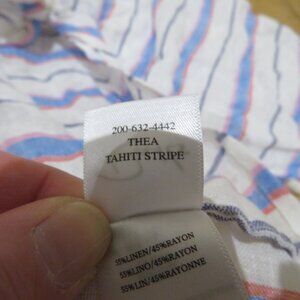 200-632-4442
THEA
TAHITI STRIPE
55%LINEN/45%RAYON
55%LINO/45%RAYON
55%LIN/45%RAYONNE